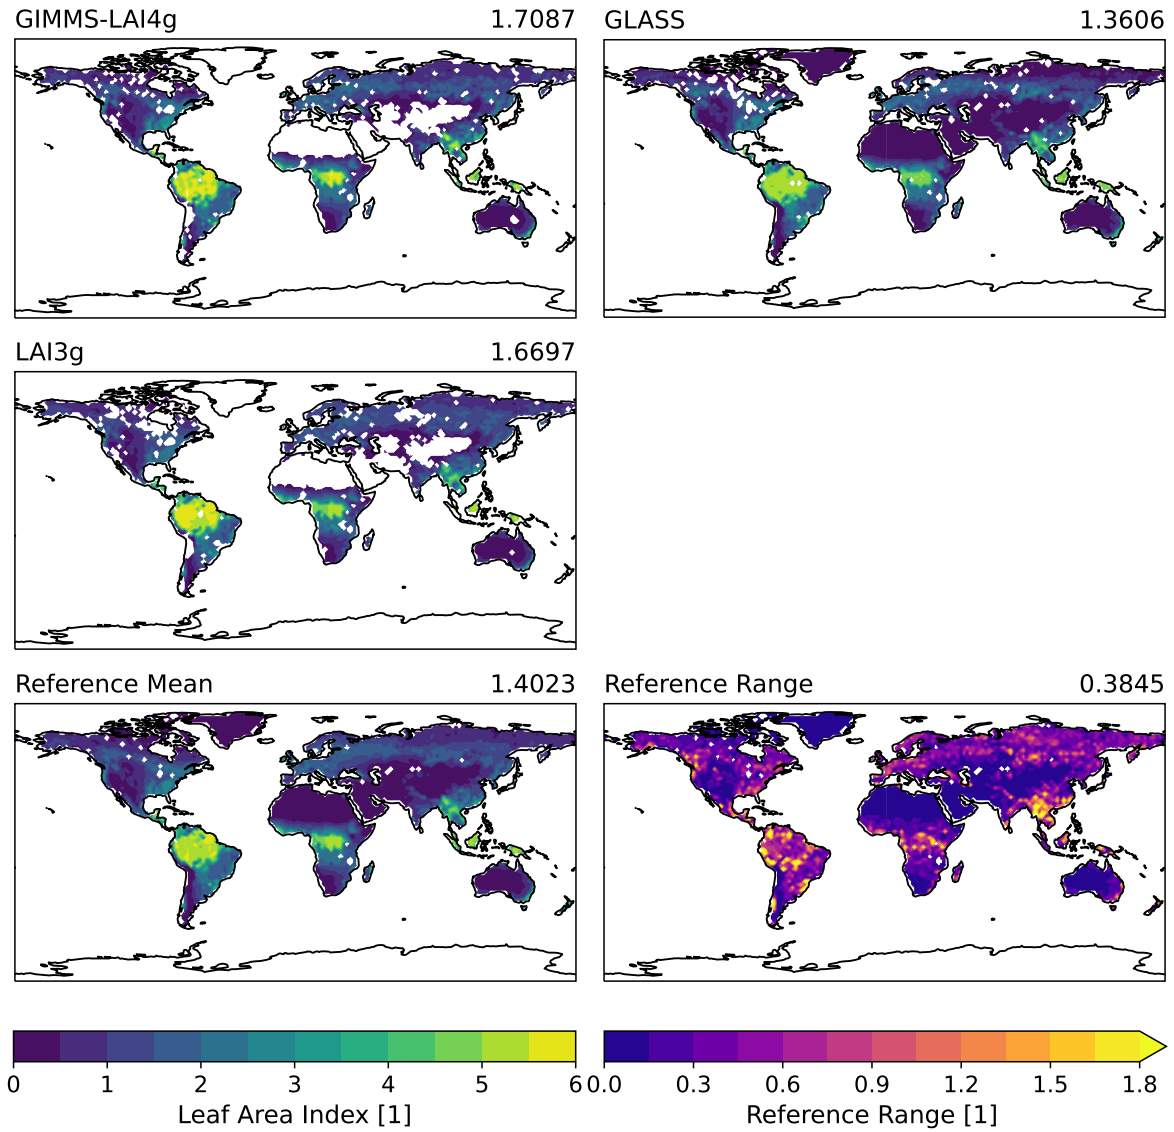 GIMMS-LAI4g 1.7087
GLASS 1.3606
LAI3g 1.6697
Reference Mean 1.4023
Reference Range 0.3845
0 1 2 3 4 5 6
Leaf Area Index [1]
0.0 0.3 0.6 0.9 1.2 1.5 1.8
Reference Range [1]